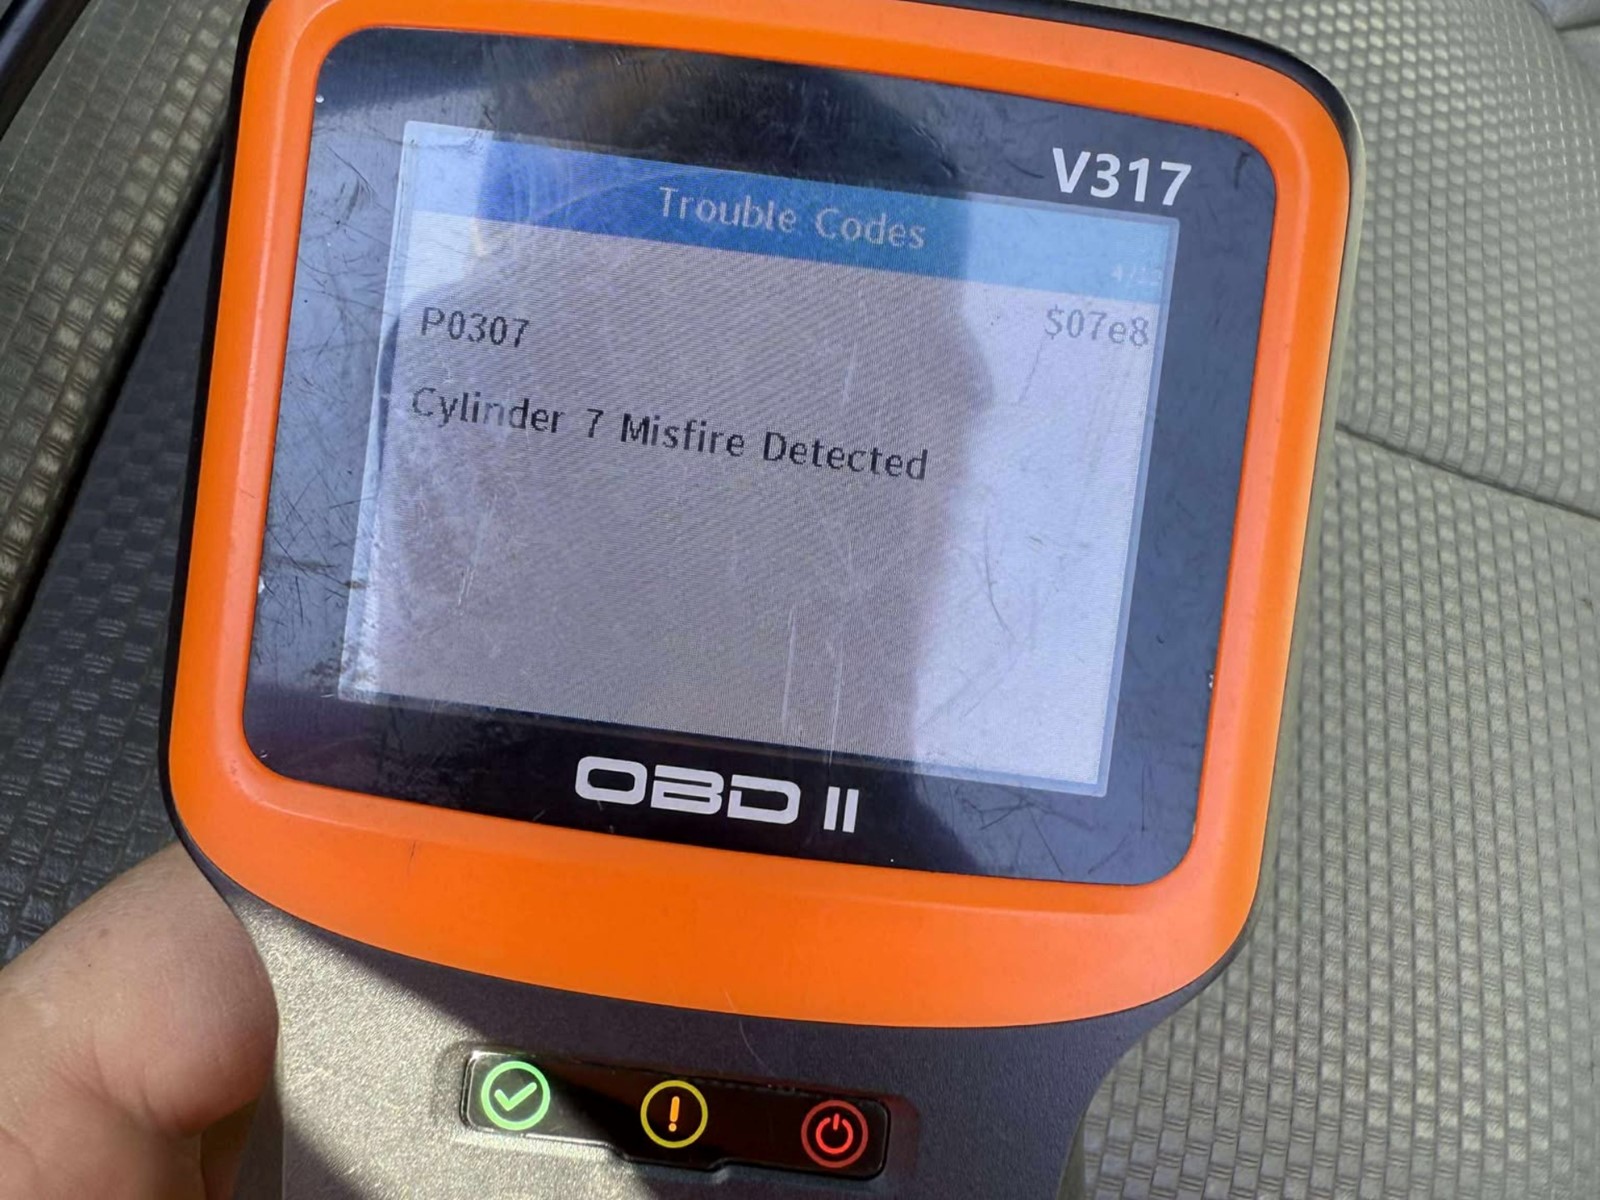 V317
Trouble Codes
P0307 $07e8
Cylinder 7 Misfire Detected
OBD II